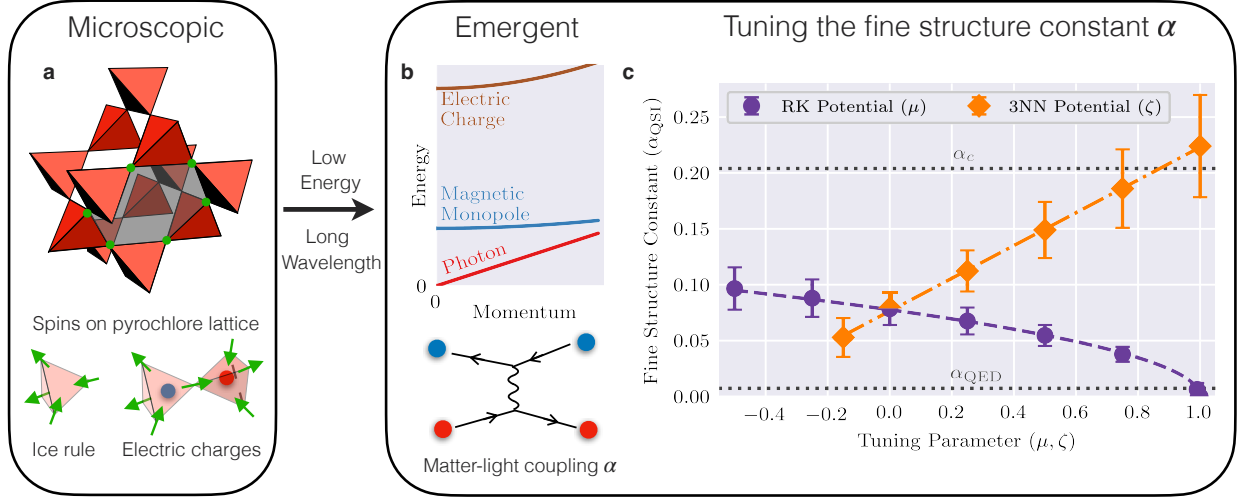 Microscopic
a
Spins on pyrochlore lattice
Ice rule
Electric charges
Low
Energy
Long
Wavelength
Emergent
b
Energy
Electric
Charge
Magnetic
Monopole
Photon
0
0
Momentum
Matter-light coupling α
Tuning the fine structure constant α
c
RK Potential (μ)
3NN Potential (ζ)
Fine Structure Constant (α_QSI)
0.25
0.20
0.15
0.10
0.05
0.00
α_c
α_QED
−0.4
−0.2
0.0
0.2
0.4
0.6
0.8
1.0
Tuning Parameter (μ, ζ)